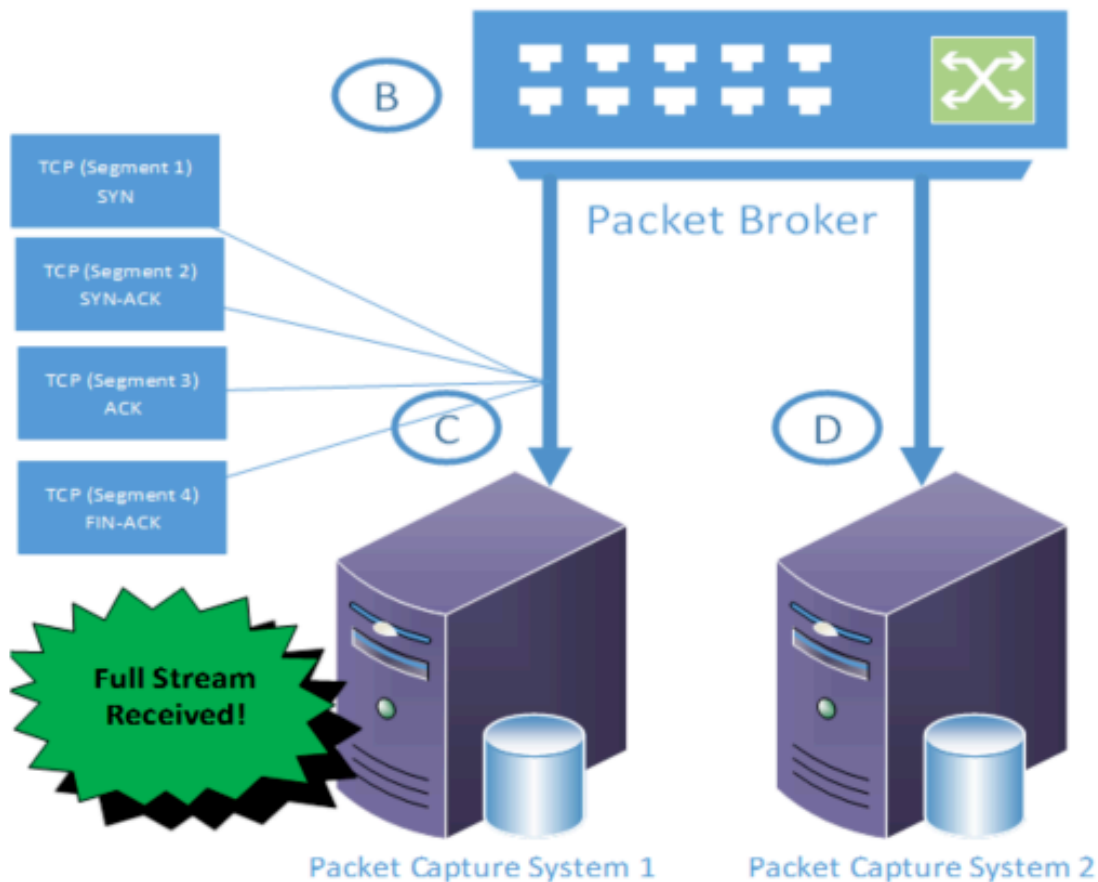 B
TCP (Segment 1)
SYN
Packet Broker
TCP (Segment 2)
SYN-ACK
TCP (Segment 3)
ACK
C
D
TCP (Segment 4)
FIN-ACK
Full Stream
Received!
Packet Capture System 1
Packet Capture System 2